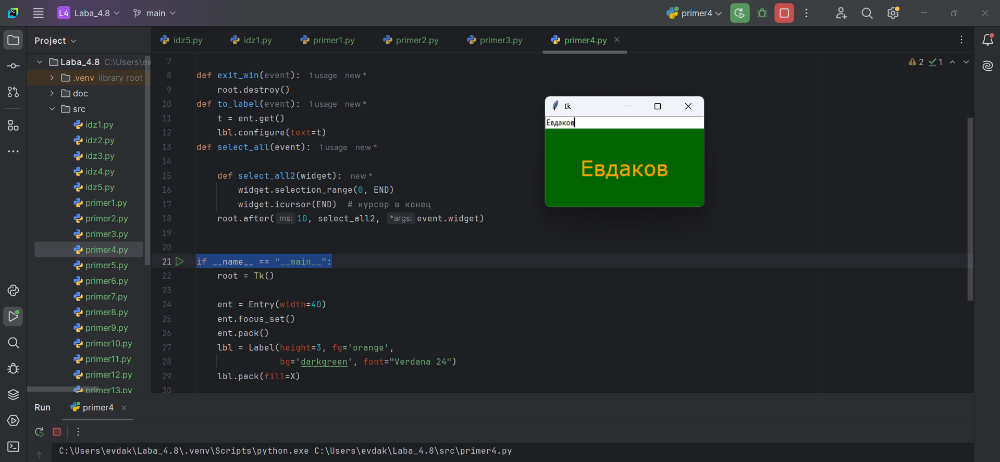 L4 Laba_4.8 main primer4
Project
idz5.py idz1.py primer1.py primer2.py primer3.py primer4.py
Laba_4.8 C:\Users\ev
.venv library root
doc
src
idz1.py
idz2.py
idz3.py
idz4.py
idz5.py
primer1.py
primer2.py
primer3.py
primer4.py
primer5.py
primer6.py
primer7.py
primer8.py
primer9.py
primer10.py
primer11.py
primer12.py
primer13.py
2 1
7
8 def exit_win(event): 1 usage new *
9 root.destroy()
10 def to_label(event): 1 usage new *
11 t = ent.get()
12 lbl.configure(text=t)
13 def select_all(event): 1 usage new *
14
15 def select_all2(widget): new *
16 widget.selection_range(0, END)
17 widget.icursor(END) # курсор в конец
18 root.after( ms: 10, select_all2, *args: event.widget)
19
20
21 if __name__ == "__main__":
22 root = Tk()
23
24 ent = Entry(width=40)
25 ent.focus_set()
26 ent.pack()
27 lbl = Label(height=3, fg='orange',
28 bg='darkgreen', font="Verdana 24")
29 lbl.pack(fill=X)
30
tk
Евдаков
Евдаков
Run primer4
C:\Users\evdak\Laba_4.8\.venv\Scripts\python.exe C:\Users\evdak\Laba_4.8\src\primer4.py